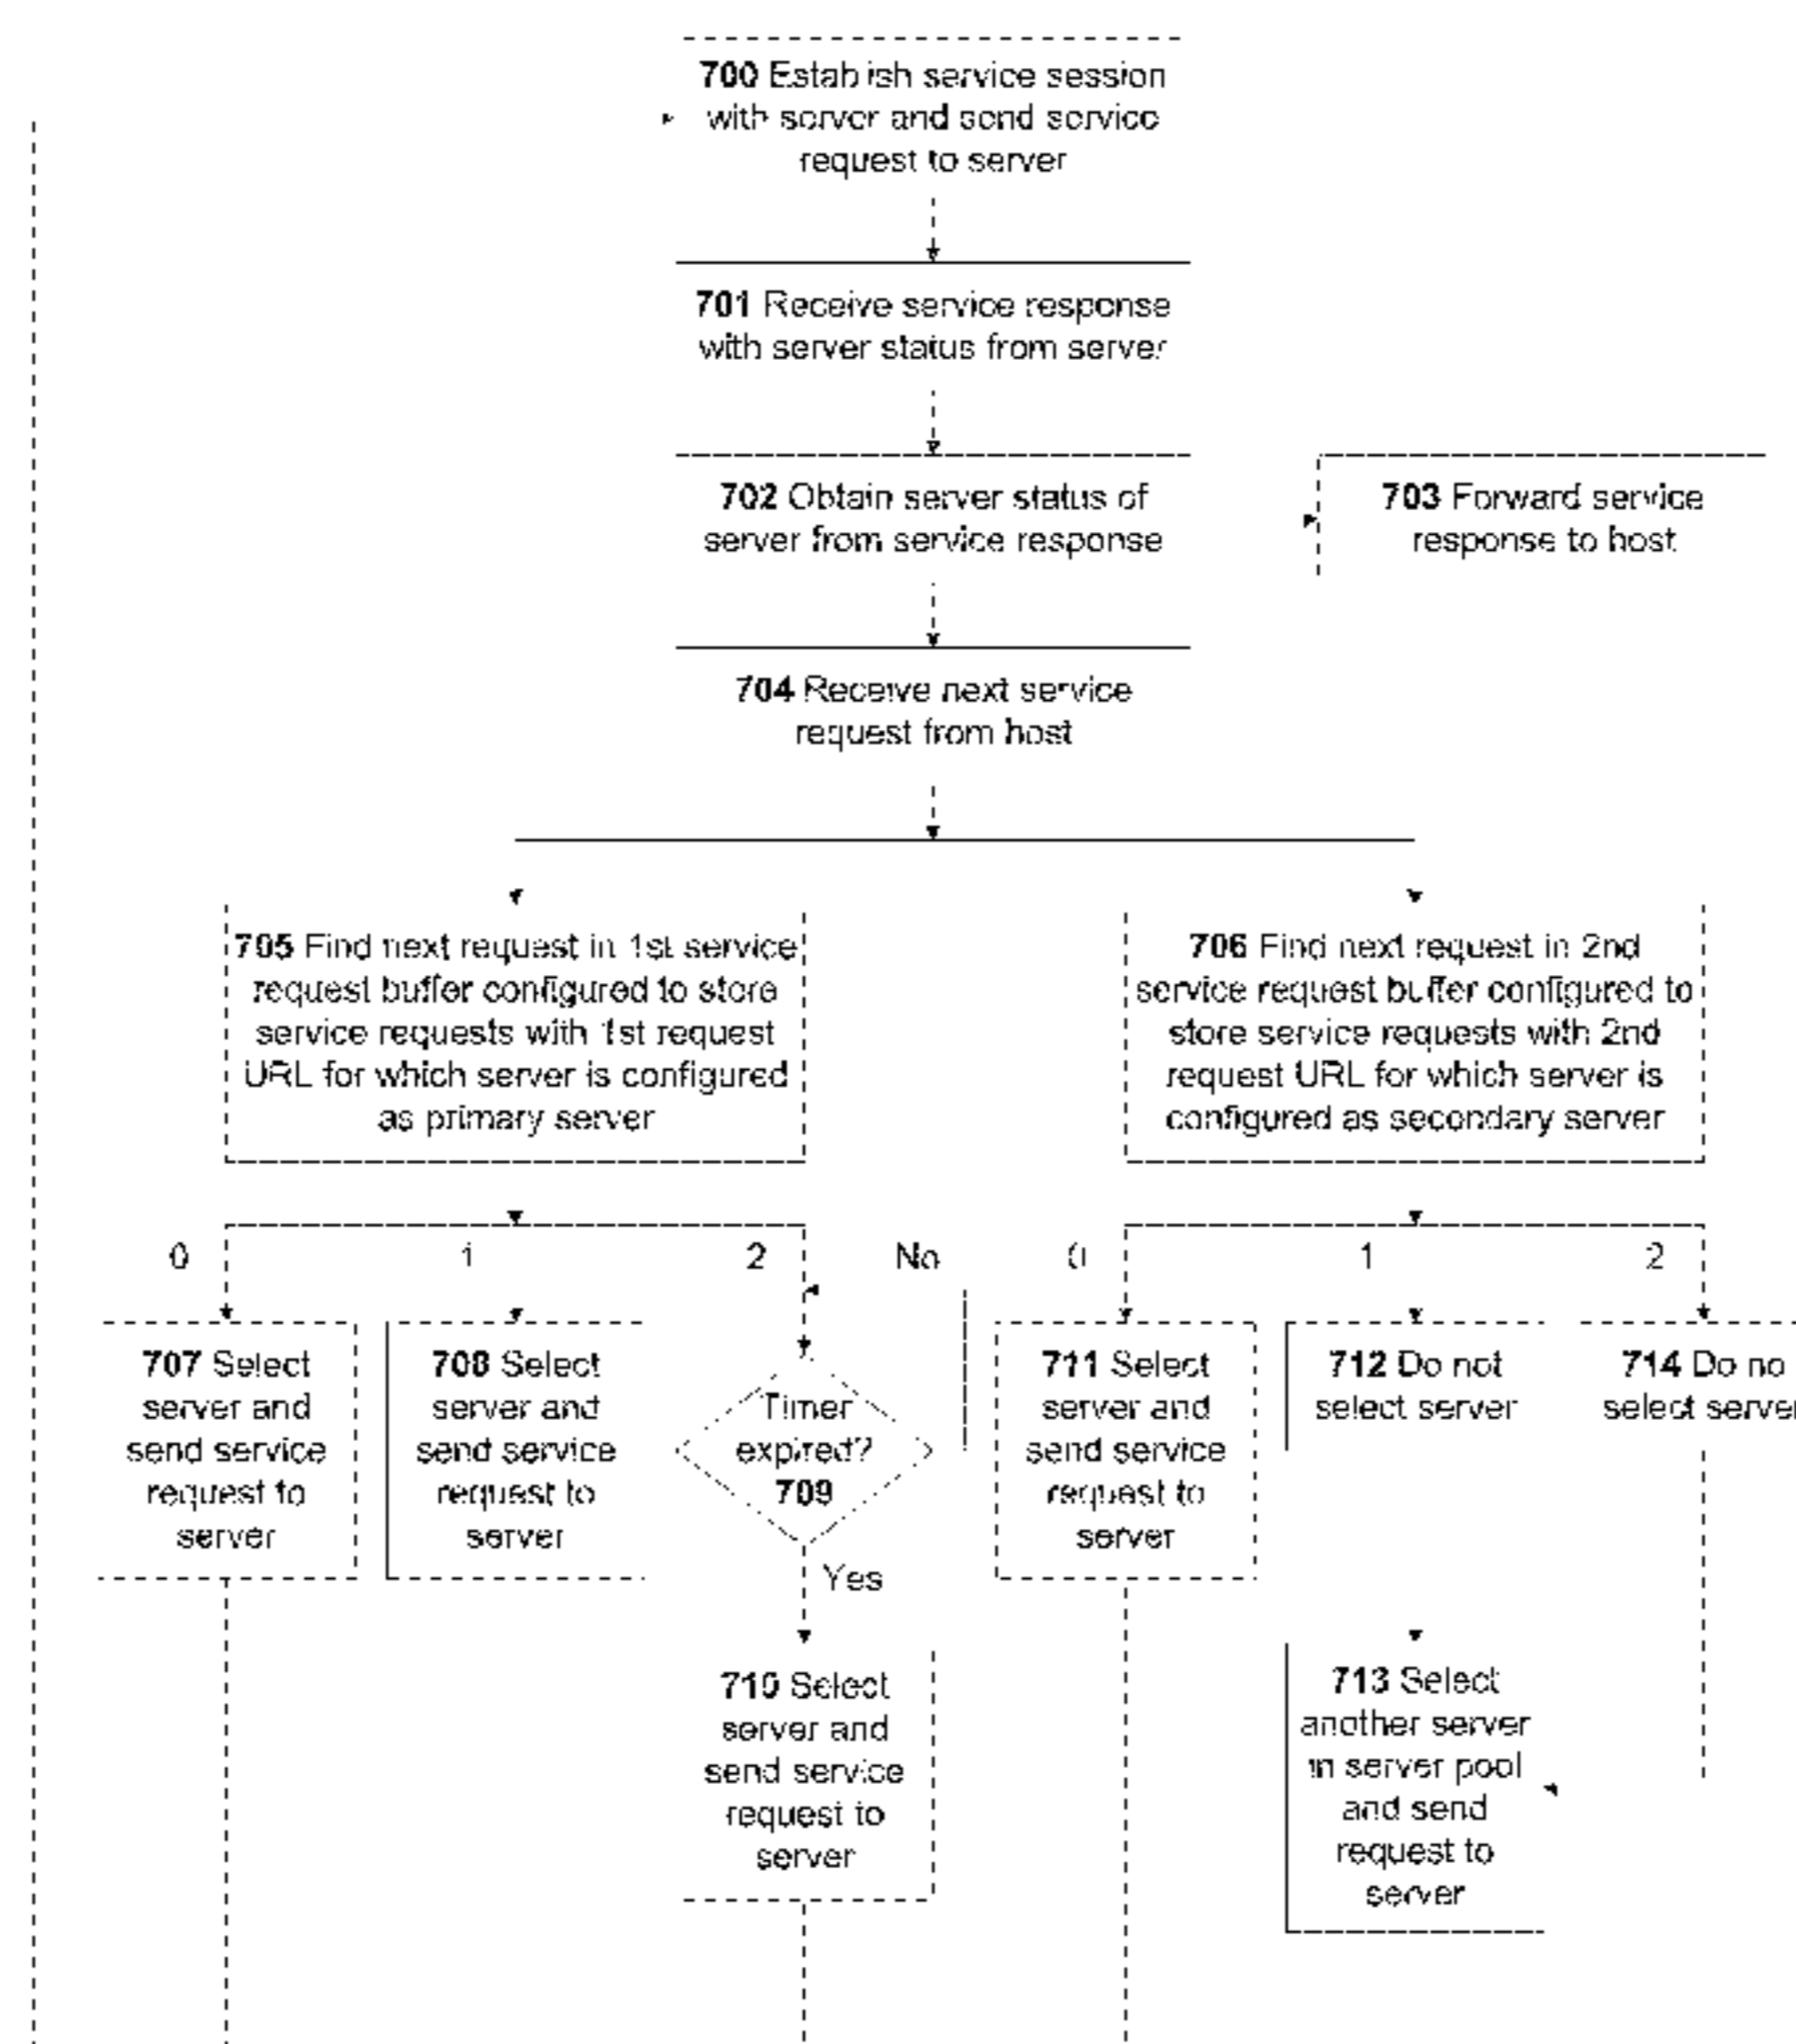 700 Establish service session
with server and send service
request to server
701 Receive service response
with server status from server
702 Obtain server status of
server from service response
703 Forward service
response to host
704 Receive next service
request from host
705 Find next request in 1st service
request buffer configured to store
service requests with 1st request
URL for which server is configured
as primary server
706 Find next request in 2nd
service request buffer configured to
store service requests with 2nd
request URL for which server is
configured as secondary server
0
1
2
No
0
1
2
707 Select
server and
send service
request to
server
708 Select
server and
send service
request to
server
Timer
expired?
709
Yes
710 Select
server and
send service
request to
server
711 Select
server and
send service
request to
server
712 Do not
select server
713 Select
another server
in server pool
and send
request to
server
714 Do no
select server